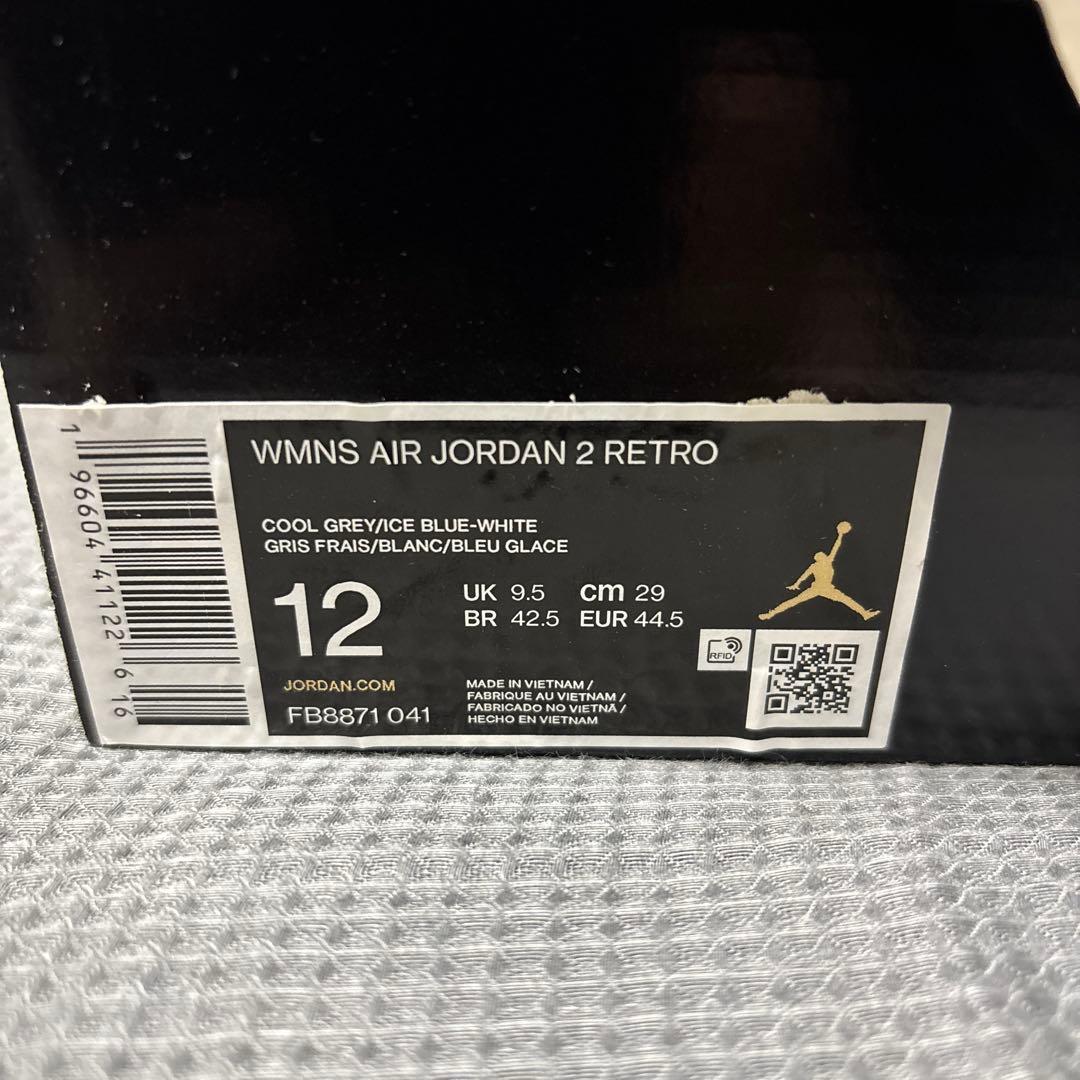 WMNS AIR JORDAN 2 RETRO
COOL GREY/ICE BLUE-WHITE
GRIS FRAIS/BLANC/BLEU GLACE
12
UK 9.5 cm 29
BR 42.5 EUR 44.5
RFID
JORDAN.COM
FB8871 041
MADE IN VIETNAM /
FABRIQUE AU VIETNAM /
FABRICADO NO VIETNÃ /
HECHO EN VIETNAM
1 96604 41122 6 16